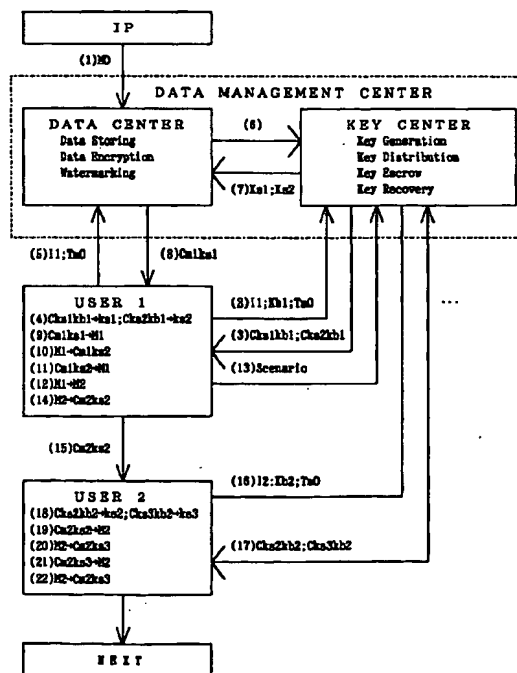 IP
(1)M0
DATA MANAGEMENT CENTER
DATA CENTER
Data Storing
Data Encryption
Watermarking
(6)
KEY CENTER
Key Generation
Key Distribution
Key Escrow
Key Recovery
(7)Ks1;Ks2
(5)I1;Tm0
(8)Cm1ks1
USER 1
(4)Cks1kb1→ks1;Cks2kb1→ks2
(9)Cm1ks1→M1
(10)M1→Cm1ks2
(11)Cm1ks2→M1
(12)M1→M2
(14)M2→Cm2ks2
(2)I1;Kb1;Tm0
(3)Cks1kb1;Cks2kb1
(13)Scenario
...
(15)Cm2ks2
USER 2
(18)Cks2kb2→ks2;Cks3kb2→ks3
(19)Cm2ks2→M2
(20)M2→Cm2ks3
(21)Cm2ks3→M2
(22)M2→Cm2ks3
(16)I2;Kb2;Tm0
(17)Cks2kb2;Cks3kb2
NEXT